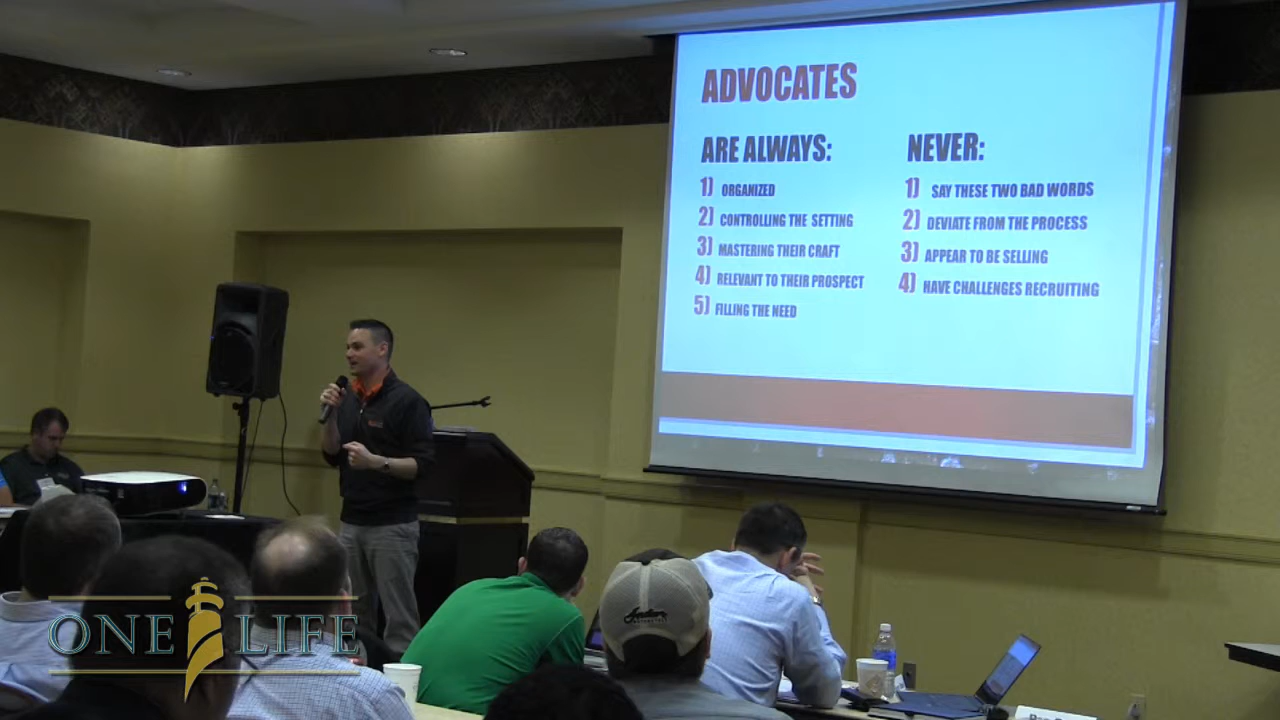 ADVOCATES
ARE ALWAYS:
1) ORGANIZED
2) CONTROLLING THE SETTING
3) MASTERING THEIR CRAFT
4) RELEVANT TO THEIR PROSPECT
5) FILLING THE NEED
NEVER:
1) SAY THESE TWO BAD WORDS
2) DEVIATE FROM THE PROCESS
3) APPEAR TO BE SELLING
4) HAVE CHALLENGES RECRUITING
ONE LIFE